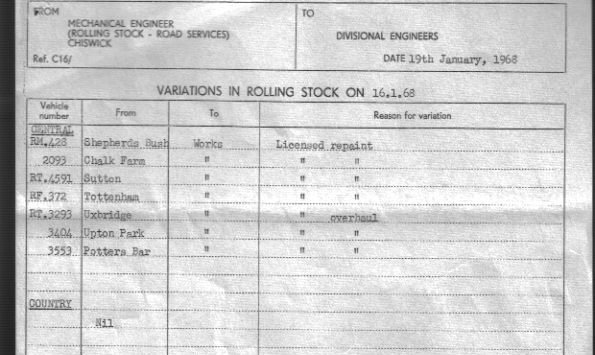 FROM
MECHANICAL ENGINEER
(ROLLING STOCK - ROAD SERVICES)
CHISWICK
Ref. C16/
TO
DIVISIONAL ENGINEERS
DATE 19th January, 1968
VARIATIONS IN ROLLING STOCK ON 16.1.68
Vehicle number From To Reason for variation
CENTRAL
RM.428 Shepherds Bush Works Licensed repaint
2093 Chalk Farm " " "
RT.4591 Sutton " " "
RF.372 Tottenham " " "
RT.3293 Uxbridge " " overhaul
3404 Upton Park " " "
3553 Potters Bar " " "
COUNTRY
Nil